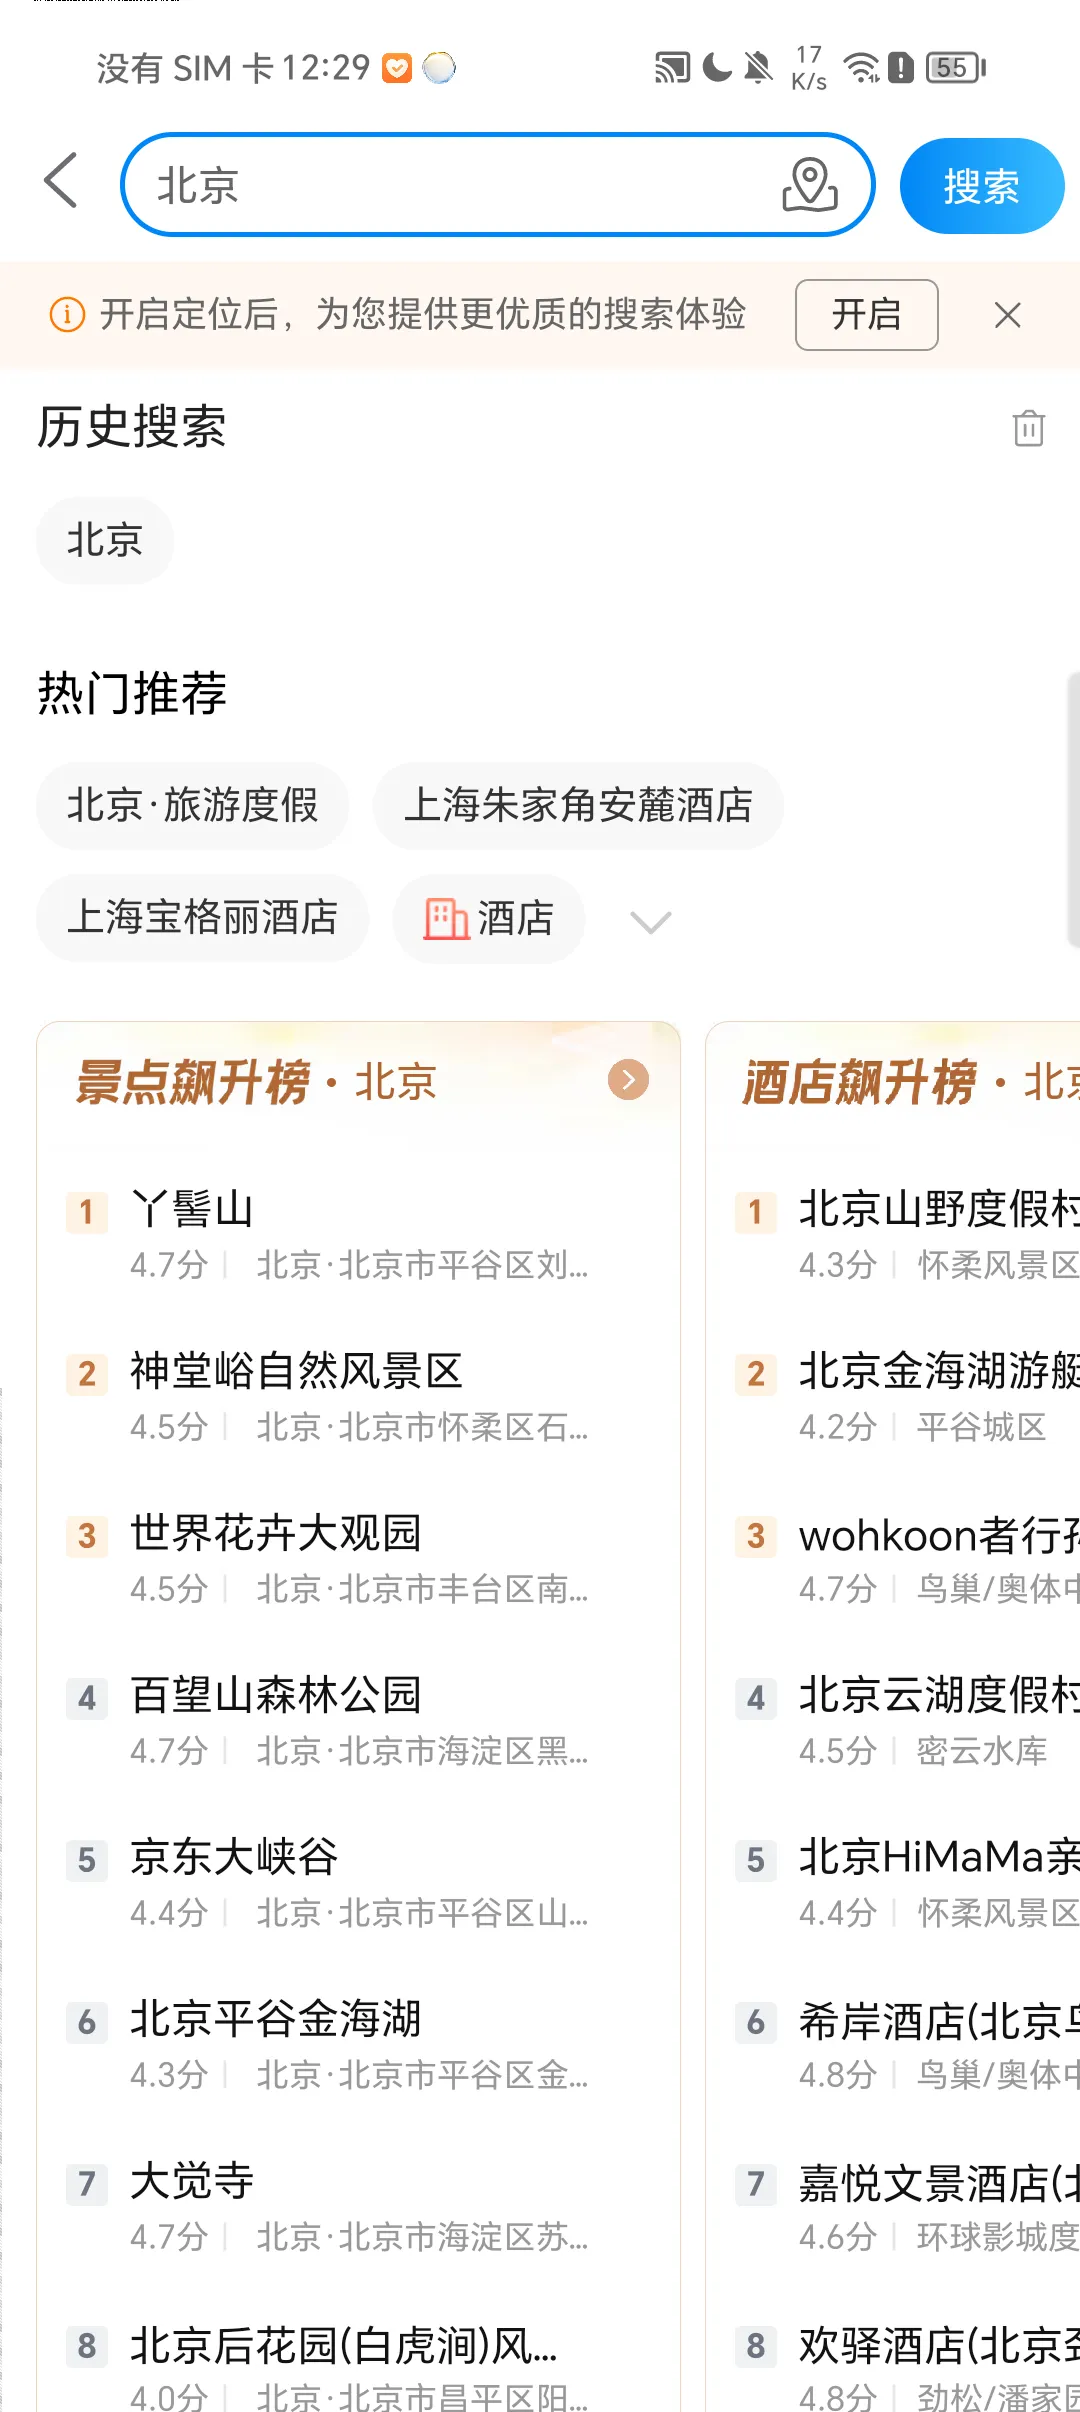 没有 SIM 卡 12:29 17 K/s 55
北京 搜索
开启定位后，为您提供更优质的搜索体验 开启
历史搜索
北京
热门推荐
北京·旅游度假 上海朱家角安麓酒店
上海宝格丽酒店 酒店
景点飙升榜·北京
1 丫髻山
4.7分 北京·北京市平谷区刘...
2 神堂峪自然风景区
4.5分 北京·北京市怀柔区石...
3 世界花卉大观园
4.5分 北京·北京市丰台区南...
4 百望山森林公园
4.7分 北京·北京市海淀区黑...
5 京东大峡谷
4.4分 北京·北京市平谷区山...
6 北京平谷金海湖
4.3分 北京·北京市平谷区金...
7 大觉寺
4.7分 北京·北京市海淀区苏...
8 北京后花园(白虎涧)风...
4.0分 北京·北京市昌平区阳...
酒店飙升榜·北京
1 北京山野度假村
4.3分 怀柔风景区
2 北京金海湖游艇
4.2分 平谷城区
3 wohkoon者行孙
4.7分 鸟巢/奥体中
4 北京云湖度假村
4.5分 密云水库
5 北京HiMaMa亲
4.4分 怀柔风景区
6 希岸酒店(北京鸟
4.8分 鸟巢/奥体中
7 嘉悦文景酒店(北
4.6分 环球影城度
8 欢驿酒店(北京劲
4.8分 劲松/潘家园